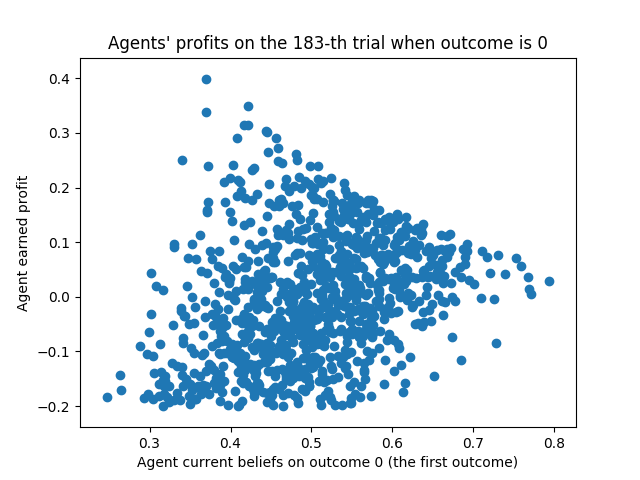 Agents' profits on the 183-th trial when outcome is 0
0.4
0.3
0.2
0.1
0.0
−0.1
−0.2
Agent earned profit
0.3 0.4 0.5 0.6 0.7 0.8
Agent current beliefs on outcome 0 (the first outcome)